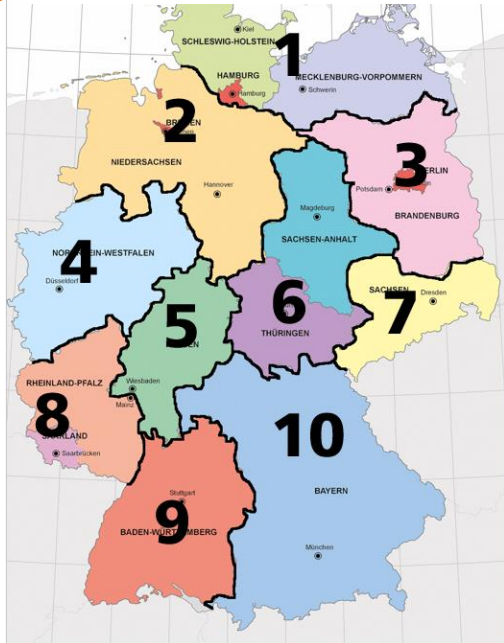 Kiel
SCHLESWIG-HOLSTEIN
1
HAMBURG
Hamburg
MECKLENBURG-VORPOMMERN
Schwerin
2
NIEDERSACHSEN
Hannover
3
Potsdam
BRANDENBURG
Magdeburg
SACHSEN-ANHALT
4
Düsseldorf
5
6
THÜRINGEN
SACHSEN
Dresden
7
RHEINLAND-PFALZ
Wiesbaden
Mainz
8
Saarbrücken
10
BAYERN
Stuttgart
9
München